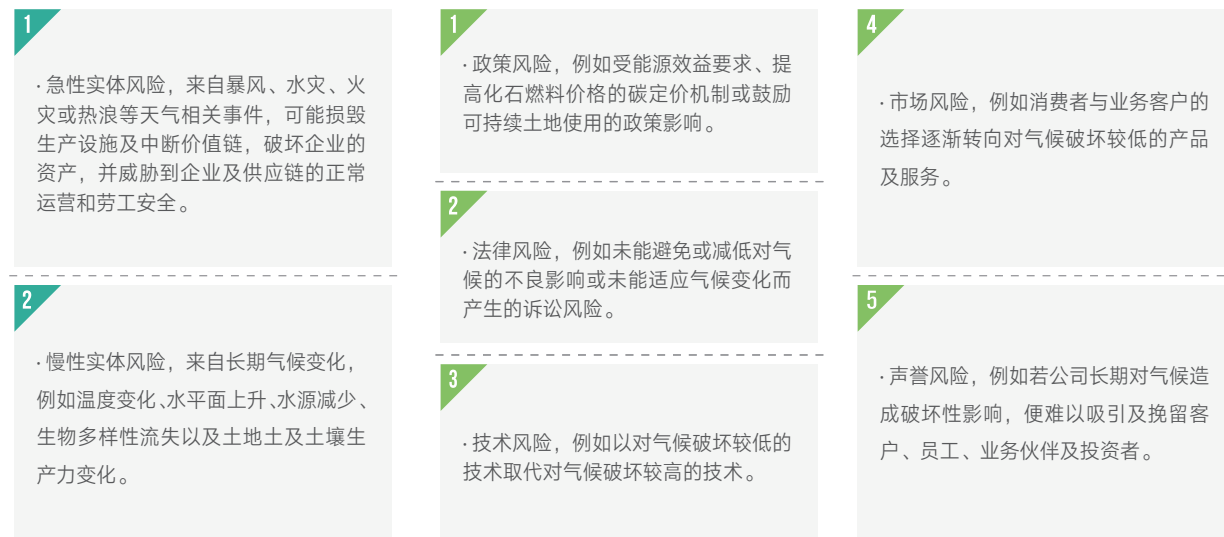 1
· 急性实体风险，来自暴风、水灾、火
灾或热浪等天气相关事件，可能损毁
生产设施及中断价值链，破坏企业的
资产，并威胁到企业及供应链的正常
运营和劳工安全。
2
· 慢性实体风险，来自长期气候变化，
例如温度变化、水平面上升、水源减少、
生物多样性流失以及土地土及土壤生
产力变化。
1
· 政策风险，例如受能源效益要求、提
高化石燃料价格的碳定价机制或鼓励
可持续土地使用的政策影响。
2
· 法律风险，例如未能避免或减低对气
候的不良影响或未能适应气候变化而
产生的诉讼风险。
3
· 技术风险，例如以对气候破坏较低的
技术取代对气候破坏较高的技术。
4
· 市场风险，例如消费者与业务客户的
选择逐渐转向对气候破坏较低的产品
及服务。
5
· 声誉风险，例如若公司长期对气候造
成破坏性影响，便难以吸引及挽留客
户、员工、业务伙伴及投资者。